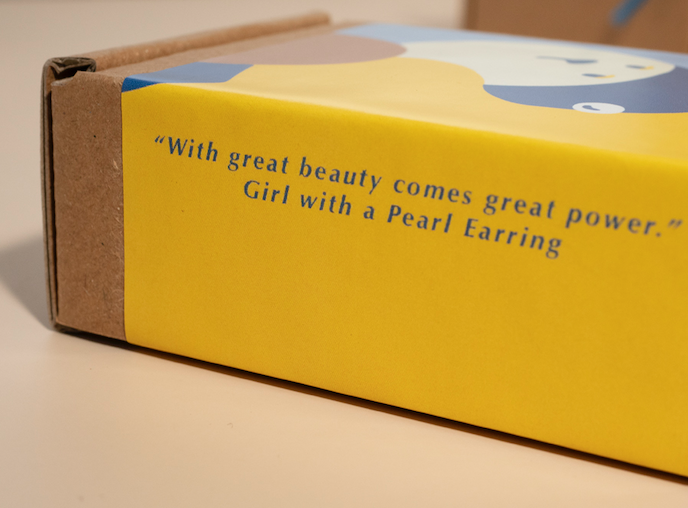 “With great beauty comes great power.”
Girl with a Pearl Earring